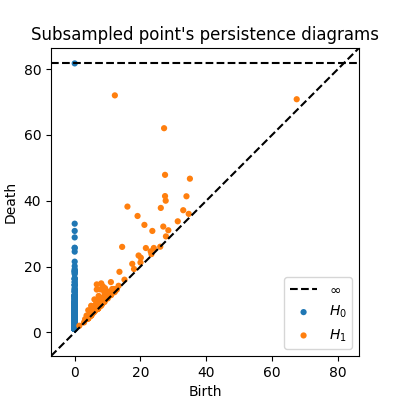 Subsampled point's persistence diagrams
80
60
40
20
0
Death
∞
H₀
H₁
0 20 40 60 80
Birth